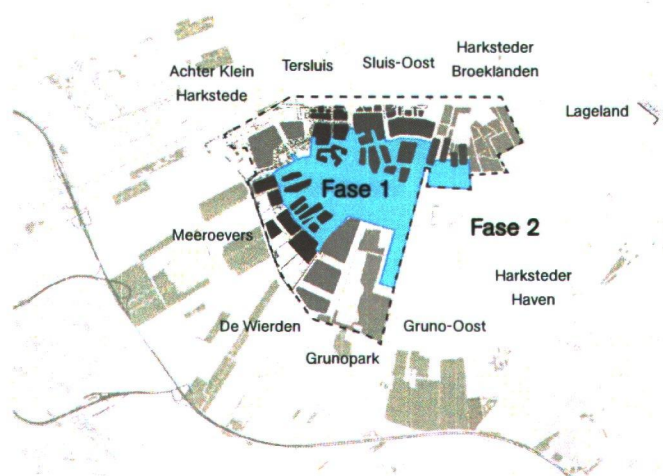 Achter Klein
Harkstede
Tersluis
Sluis-Oost
Harksteder
Broeklanden
Lageland
Fase 1
Fase 2
Meeroevers
Harksteder
Haven
De Wierden
Gruno-Oost
Grunopark